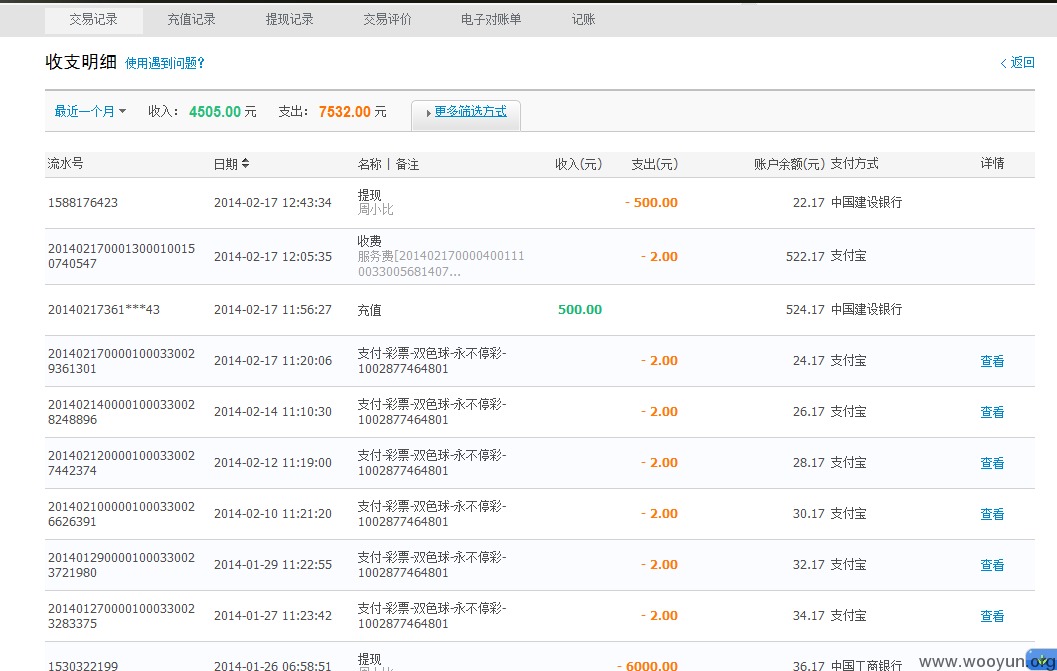 交易记录 充值记录 提现记录 交易评价 电子对账单 记账
收支明细 使用遇到问题?
<返回
最近一个月 收入: 4505.00 元 支出: 7532.00 元 更多筛选方式
流水号 日期 名称 | 备注 收入(元) 支出(元) 账户余额(元) 支付方式 详情
1588176423 2014-02-17 12:43:34 提现 - 500.00 22.17 中国建设银行
周小比
201402170001300010015 2014-02-17 12:05:35 收费 - 2.00 522.17 支付宝
0740547 服务费[201402170000400111
0033005681407...
20140217361***43 2014-02-17 11:56:27 充值 500.00 524.17 中国建设银行
201402170000100033002 2014-02-17 11:20:06 支付-彩票-双色球-永不停彩- - 2.00 24.17 支付宝 查看
9361301 1002877464801
201402140000100033002 2014-02-14 11:10:30 支付-彩票-双色球-永不停彩- - 2.00 26.17 支付宝 查看
8248896 1002877464801
201402120000100033002 2014-02-12 11:19:00 支付-彩票-双色球-永不停彩- - 2.00 28.17 支付宝 查看
7442374 1002877464801
201402100000100033002 2014-02-10 11:21:20 支付-彩票-双色球-永不停彩- - 2.00 30.17 支付宝 查看
6626391 1002877464801
201401290000100033002 2014-01-29 11:22:55 支付-彩票-双色球-永不停彩- - 2.00 32.17 支付宝 查看
3721980 1002877464801
201401270000100033002 2014-01-27 11:23:42 支付-彩票-双色球-永不停彩- - 2.00 34.17 支付宝 查看
3283375 1002877464801
1530322199 2014-01-26 06:58:51 提现 - 6000.00 36.17 中国工商银行
www.wooyun.org